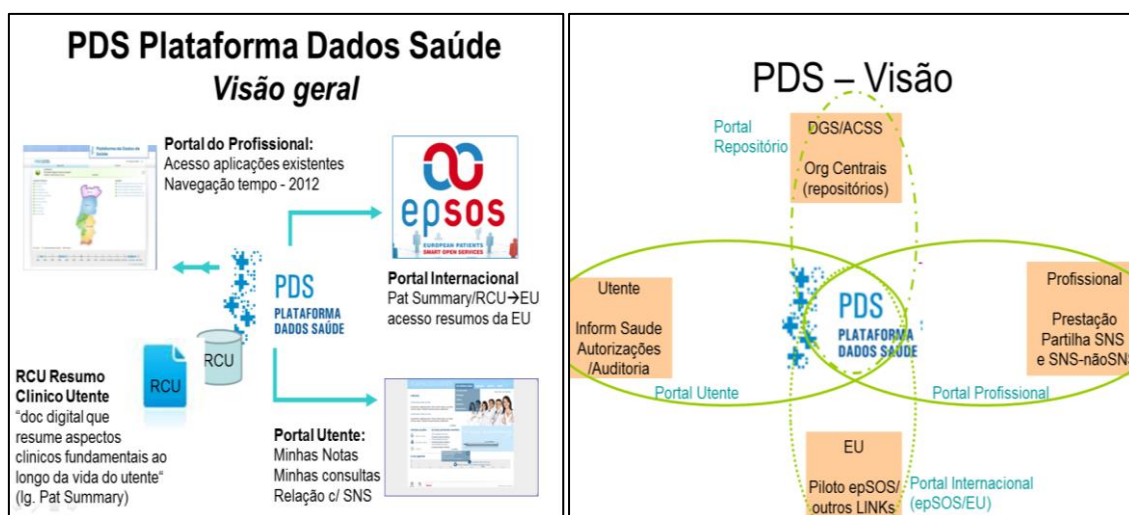 PDS Plataforma Dados Saúde
Visão geral
Portal do Profissional:
Acesso aplicações existentes
Navegação tempo - 2012
epsos
EUROPEAN PATIENTS
SMART OPEN SERVICES
Portal Internacional
Pat Summary/RCU→EU
acesso resumos da EU
PDS
PLATAFORMA
DADOS SAÚDE
RCU
RCU
RCU Resumo
Clinico Utente
“doc digital que
resume aspectos
clínicos fundamentais ao
longo da vida do utente“
(Ig. Pat Summary)
Portal Utente:
Minhas Notas
Minhas consultas
Relação c/ SNS
PDS – Visão
Portal
Repositório
DGS/ACSS
Org Centrais
(repositórios)
Utente
Inform Saude
Autorizações
/Auditoria
Portal Utente
PDS
PLATAFORMA
DADOS SAÚDE
Profissional
Prestação
Partilha SNS
e SNS-nãoSNS
Portal Profissional
EU
Piloto epSOS/
outros LINKs
Portal Internacional
(epSOS/EU)